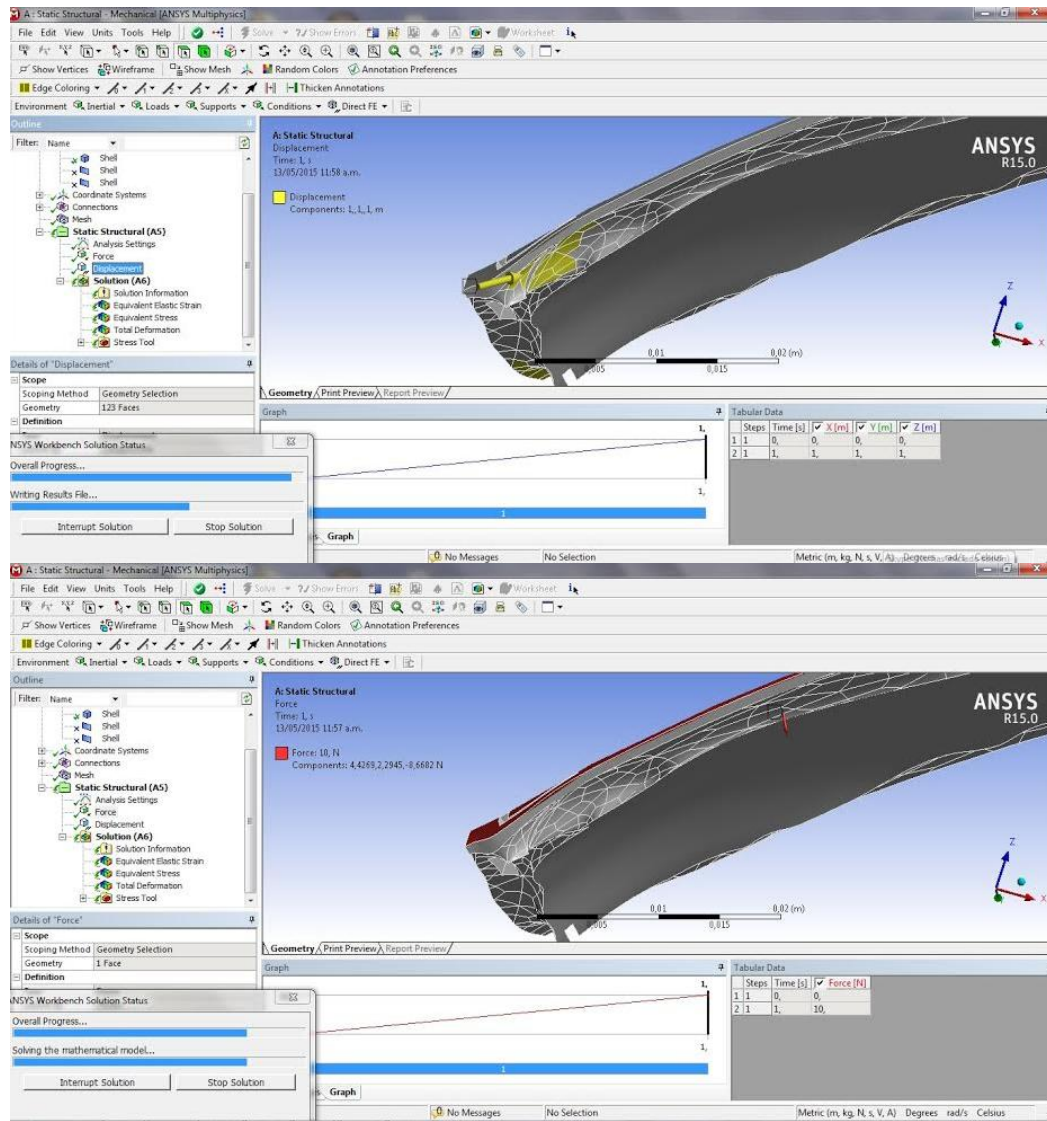 A : Static Structural - Mechanical [ANSYS Multiphysics]
File Edit View Units Tools Help Solve ?/ Show Errors Worksheet
Show Vertices Wireframe Show Mesh Random Colors Annotation Preferences
Edge Coloring Thicken Annotations
Environment Inertial Loads Supports Conditions Direct FE
Outline
Filter: Name
Shell
Shell
Shell
Coordinate Systems
Connections
Mesh
Static Structural (A5)
Analysis Settings
Force
Displacement
Solution (A6)
Solution Information
Equivalent Elastic Strain
Equivalent Stress
Total Deformation
Stress Tool
A: Static Structural
Displacement
Time: 1, s
13/05/2015 11:58 a.m.
Displacement
Components: 1,,1,,1, m
ANSYS
R15.0
Z
X
0,01 0,02 (m)
0,005 0,015
Details of "Displacement"
Scope
Scoping Method Geometry Selection
Geometry 123 Faces
Definition
Geometry Print Preview Report Preview
Graph
1,
1,
1
Graph
Tabular Data
Steps Time [s] X [m] Y [m] Z [m]
1 1 0, 0, 0, 0,
2 1 1, 1, 1, 1,
NSYS Workbench Solution Status
Overall Progress...
Writing Results File...
Interrupt Solution Stop Solution
No Messages No Selection Metric (m, kg, N, s, V, A) Degrees rad/s Celsius
A : Static Structural - Mechanical [ANSYS Multiphysics]
File Edit View Units Tools Help Solve ?/ Show Errors Worksheet
Show Vertices Wireframe Show Mesh Random Colors Annotation Preferences
Edge Coloring Thicken Annotations
Environment Inertial Loads Supports Conditions Direct FE
Outline
Filter: Name
Shell
Shell
Shell
Coordinate Systems
Connections
Mesh
Static Structural (A5)
Analysis Settings
Force
Displacement
Solution (A6)
Solution Information
Equivalent Elastic Strain
Equivalent Stress
Total Deformation
Stress Tool
A: Static Structural
Force
Time: 1, s
13/05/2015 11:57 a.m.
Force: 10, N
Components: 4,4269,2,2945,-8,6682 N
ANSYS
R15.0
Z
X
0,01 0,02 (m)
0,005 0,015
Details of "Force"
Scope
Scoping Method Geometry Selection
Geometry 1 Face
Definition
Geometry Print Preview Report Preview
Graph
1,
1,
1
Graph
Tabular Data
Steps Time [s] Force [N]
1 1 0, 0,
2 1 1, 10,
NSYS Workbench Solution Status
Overall Progress...
Solving the mathematical model...
Interrupt Solution Stop Solution
No Messages No Selection Metric (m, kg, N, s, V, A) Degrees rad/s Celsius